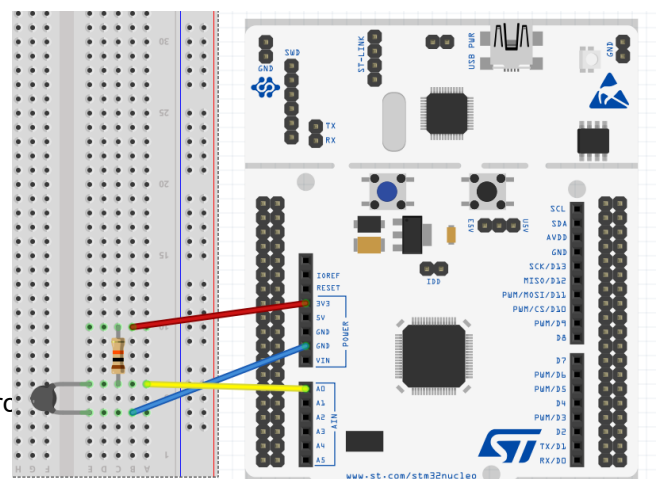 30
25
20
15
10
1
H G F E D C B A
GND
SWD
ST-LINK
TX
RX
USB PWR
GND
E5V
U5V
IDD
IOREF
RESET
3V3
5V
GND
GND
VIN
POWER
A0
A1
A2
A3
A4
A5
AIN
SCL
SDA
AVDD
GND
SCK/D13
MISO/D12
PWM/MOSI/D11
PWM/CS/D10
PWM/D9
D8
D7
PWM/D6
PWM/D5
D4
PWM/D3
D2
TX/D1
RX/D0
ST
www.st.com/stm32nucleo